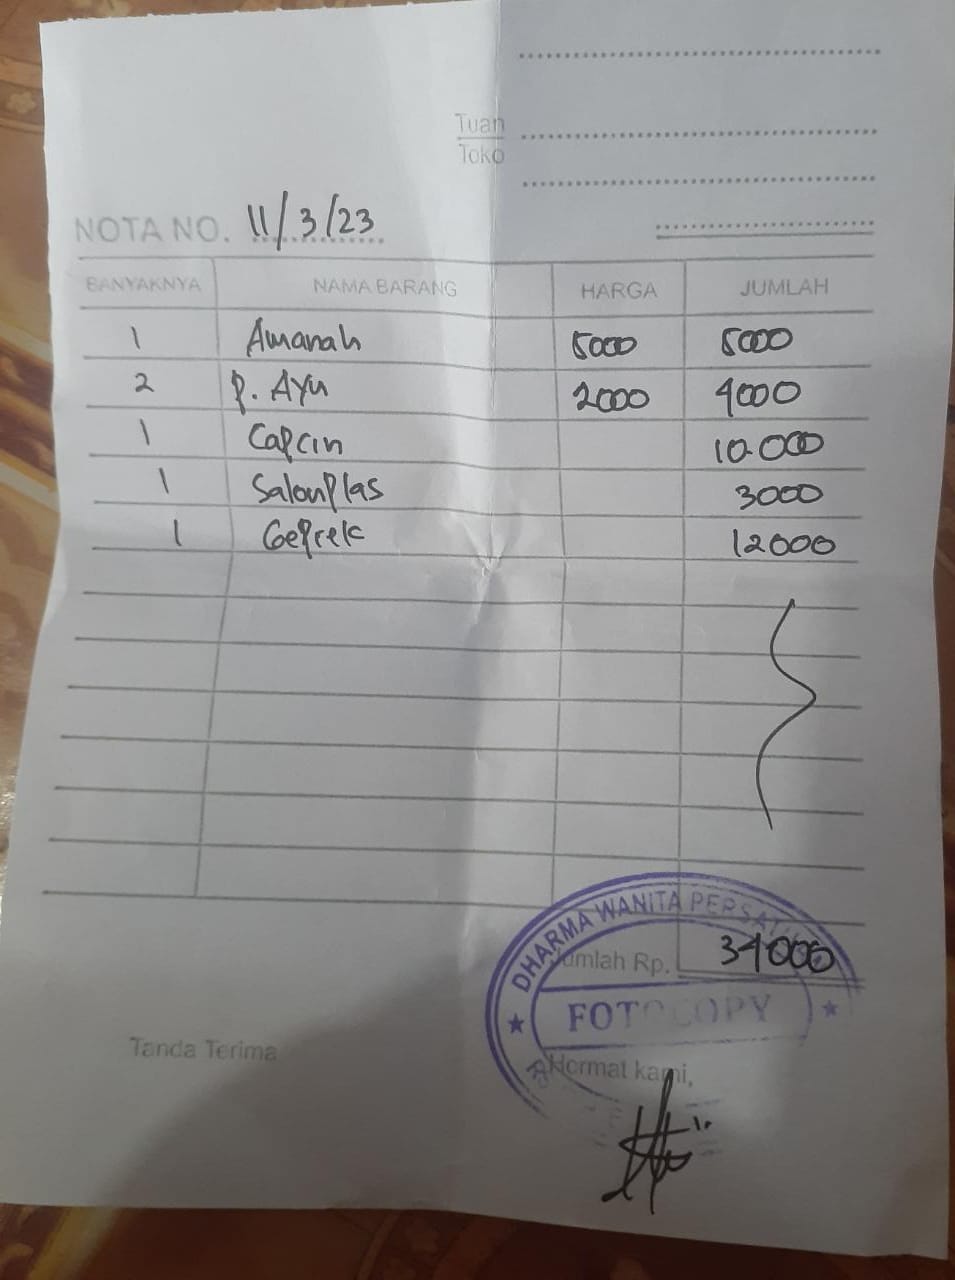 Tuan
Toko
NOTA NO. 11/3/23
BANYAKNYA NAMA BARANG HARGA JUMLAH
1 Amanah 5000 5000
2 P. Ayu 2000 4000
1 Capcin 10.000
1 Salonplas 3000
1 Geprek 12000
DHARMA WANITA
Jumlah Rp. 34000
FOTOCOPY
Tanda Terima
Hormat kami,